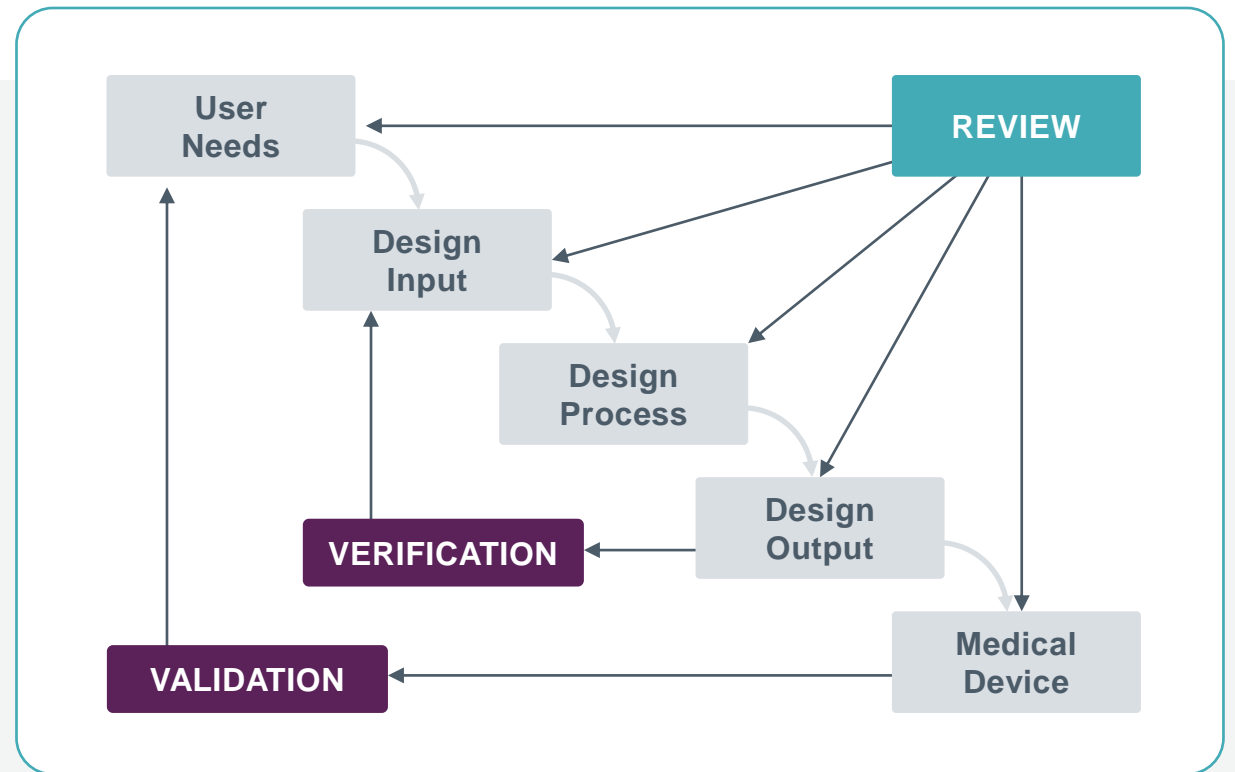 User
Needs
REVIEW
Design
Input
Design
Process
Design
Output
VERIFICATION
Medical
Device
VALIDATION